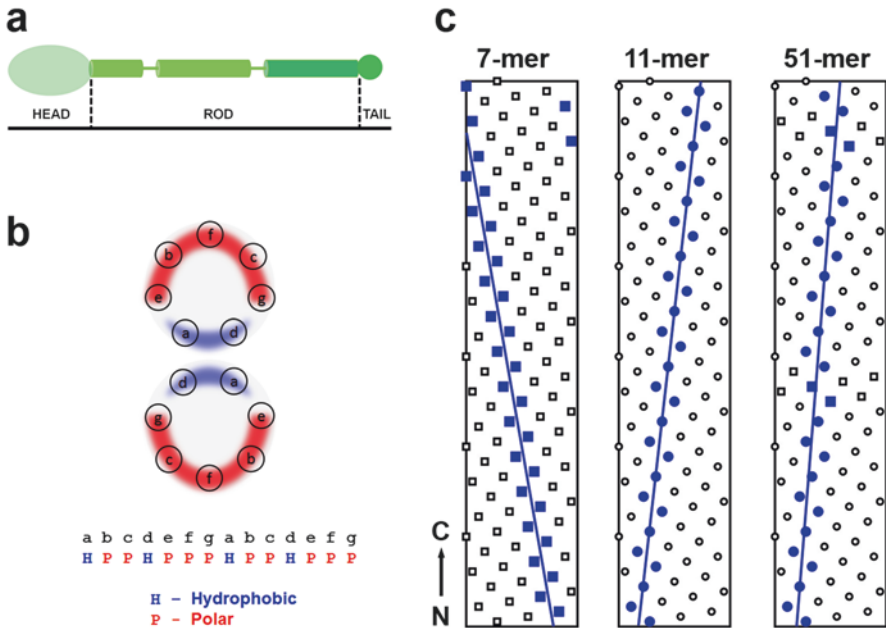 a
HEAD ROD TAIL
b
f
b c
e g
a d
d a
g e
c b
f
a b c d e f g a b c d e f g
H P P H P P P H P P H P P P
H – Hydrophobic
P – Polar
c
7-mer 11-mer 51-mer
C
N